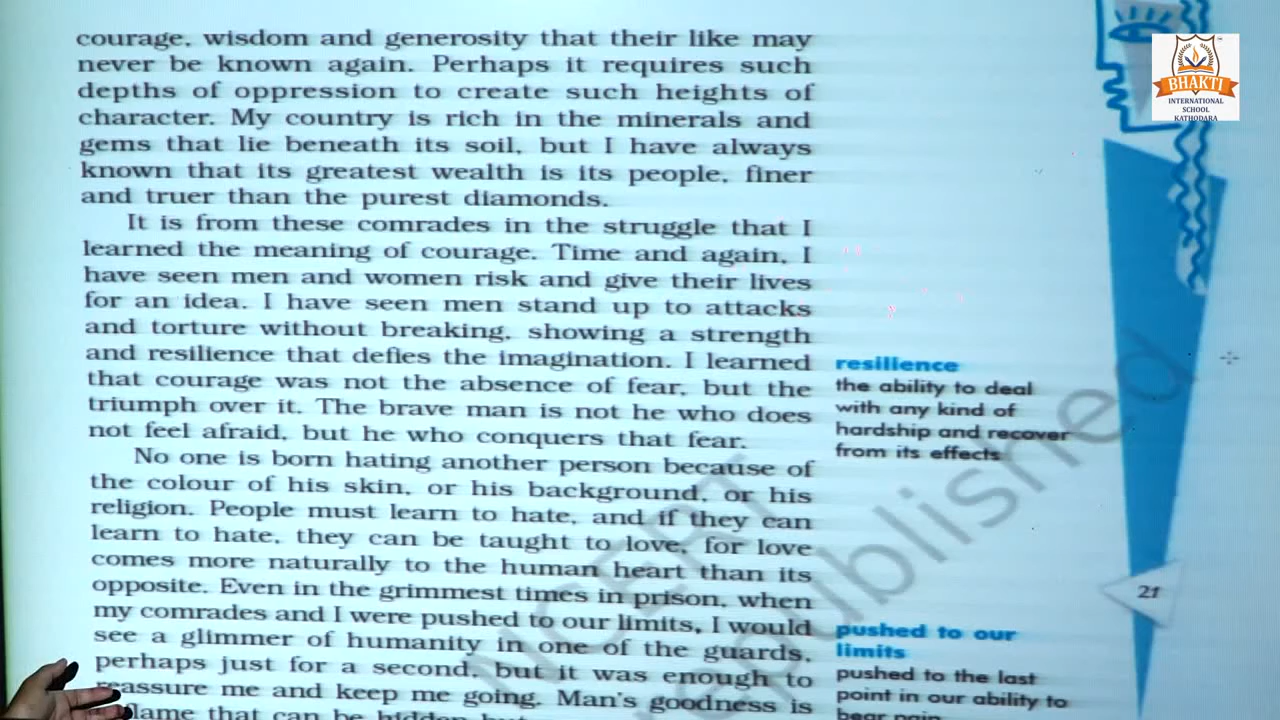 courage, wisdom and generosity that their like may
never be known again. Perhaps it requires such
depths of oppression to create such heights of
character. My country is rich in the minerals and
gems that lie beneath its soil, but I have always
known that its greatest wealth is its people, finer
and truer than the purest diamonds.
It is from these comrades in the struggle that I
learned the meaning of courage. Time and again, I
have seen men and women risk and give their lives
for an idea. I have seen men stand up to attacks
and torture without breaking, showing a strength
and resilience that defies the imagination. I learned
that courage was not the absence of fear, but the
triumph over it. The brave man is not he who does
not feel afraid, but he who conquers that fear.
No one is born hating another person because of
the colour of his skin, or his background, or his
religion. People must learn to hate, and if they can
learn to hate, they can be taught to love, for love
comes more naturally to the human heart than its
opposite. Even in the grimmest times in prison, when
my comrades and I were pushed to our limits, I would
see a glimmer of humanity in one of the guards,
perhaps just for a second, but it was enough to
reassure me and keep me going. Man's goodness is
flame that can be hidden but
resilience
the ability to deal
with any kind of
hardship and recover
from its effects
pushed to our
limits
pushed to the last
point in our ability to
bear pain
21
BHAKTI
INTERNATIONAL
SCHOOL
KATHODARA
NCERT
republished